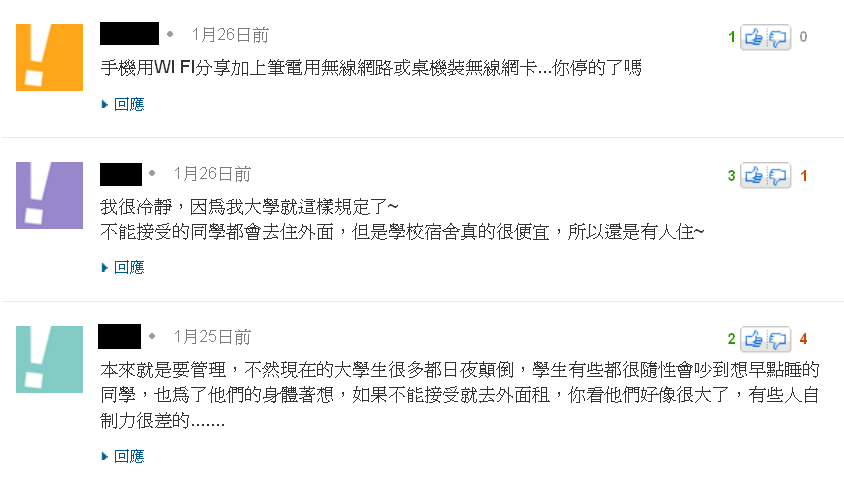 1月26日前
1 0
手機用WI FI分享加上筆電用無線網路或桌機裝無線網卡...你停的了嗎
回應
1月26日前
3 1
我很冷靜，因為我大學就這樣規定了~
不能接受的同學都會去住外面，但是學校宿舍真的很便宜，所以還是有人住~
回應
1月25日前
2 4
本來就是要管理，不然現在的大學生很多都日夜顛倒，學生有些都很隨性會吵到想早點睡的
同學，也為了他們的身體著想，如果不能接受就去外面租，你看他們好像很大了，有些人自
制力很差的.......
回應